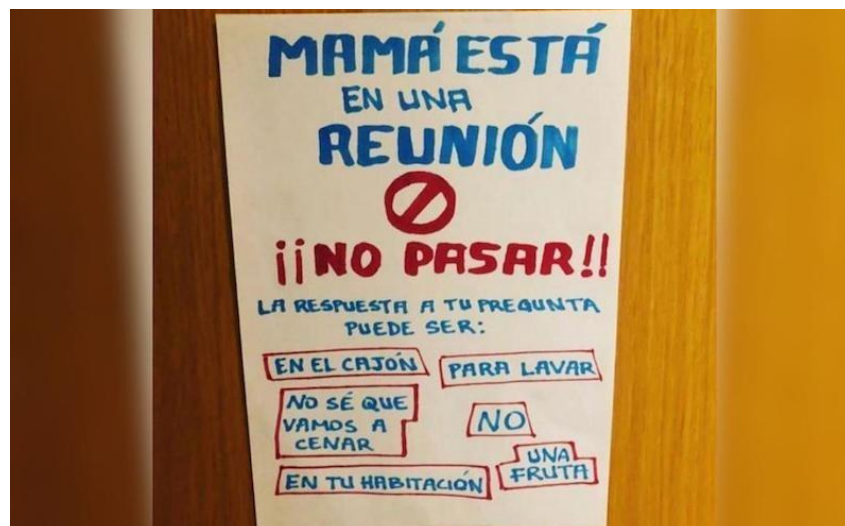 MAMÁ ESTÁ
EN UNA
REUNIÓN
¡¡NO PASAR!!
LA RESPUESTA A TU PREGUNTA
PUEDE SER:
EN EL CAJÓN
PARA LAVAR
NO SÉ QUE
VAMOS A
CENAR
NO
EN TU HABITACIÓN
UNA
FRUTA